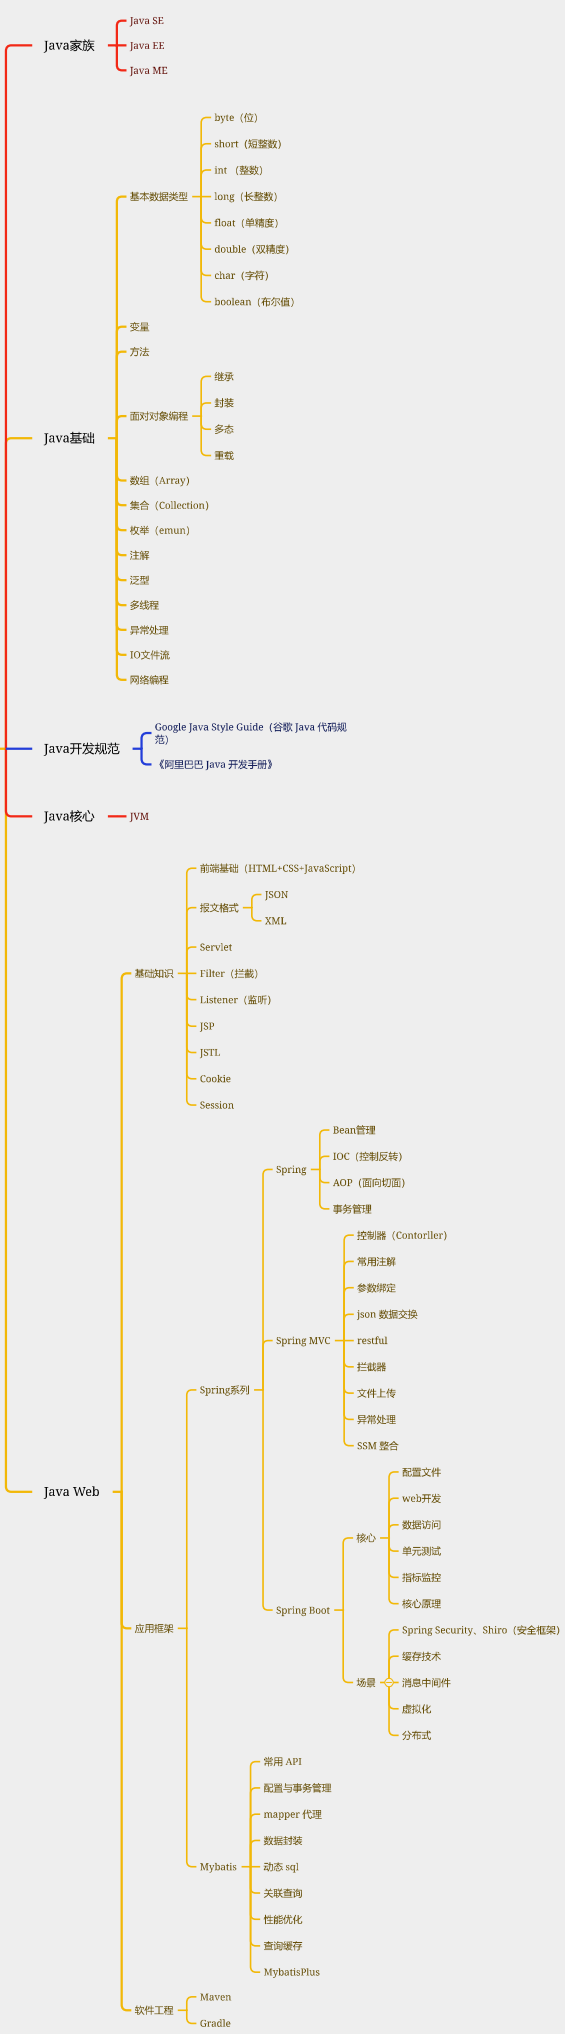 Java家族
Java SE
Java EE
Java ME
Java基础
基本数据类型
byte（位）
short（短整数）
int （整数）
long（长整数）
float（单精度）
double（双精度）
char（字符）
boolean（布尔值）
变量
方法
面对对象编程
继承
封装
多态
重载
数组（Array）
集合（Collection）
枚举（emun）
注解
泛型
多线程
异常处理
IO文件流
网络编程
Java开发规范
Google Java Style Guide（谷歌 Java 代码规
范）
《阿里巴巴 Java 开发手册》
Java核心
JVM
Java Web
基础知识
前端基础（HTML+CSS+JavaScript）
报文格式
JSON
XML
Servlet
Filter（拦截）
Listener（监听）
JSP
JSTL
Cookie
Session
应用框架
Spring系列
Spring
Bean管理
IOC（控制反转）
AOP（面向切面）
事务管理
Spring MVC
控制器（Contorller）
常用注解
参数绑定
json 数据交换
restful
拦截器
文件上传
异常处理
SSM 整合
Spring Boot
核心
配置文件
web开发
数据访问
单元测试
指标监控
核心原理
场景
Spring Security、Shiro（安全框架）
缓存技术
消息中间件
虚拟化
分布式
Mybatis
常用 API
配置与事务管理
mapper 代理
数据封装
动态 sql
关联查询
性能优化
查询缓存
MybatisPlus
软件工程
Maven
Gradle